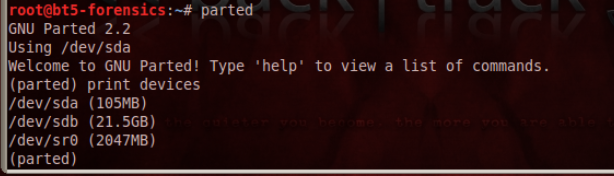 root@bt5-forensics:~# parted
GNU Parted 2.2
Using /dev/sda
Welcome to GNU Parted! Type 'help' to view a list of commands.
(parted) print devices
/dev/sda (105MB)
/dev/sdb (21.5GB)
/dev/sr0 (2047MB)
(parted)